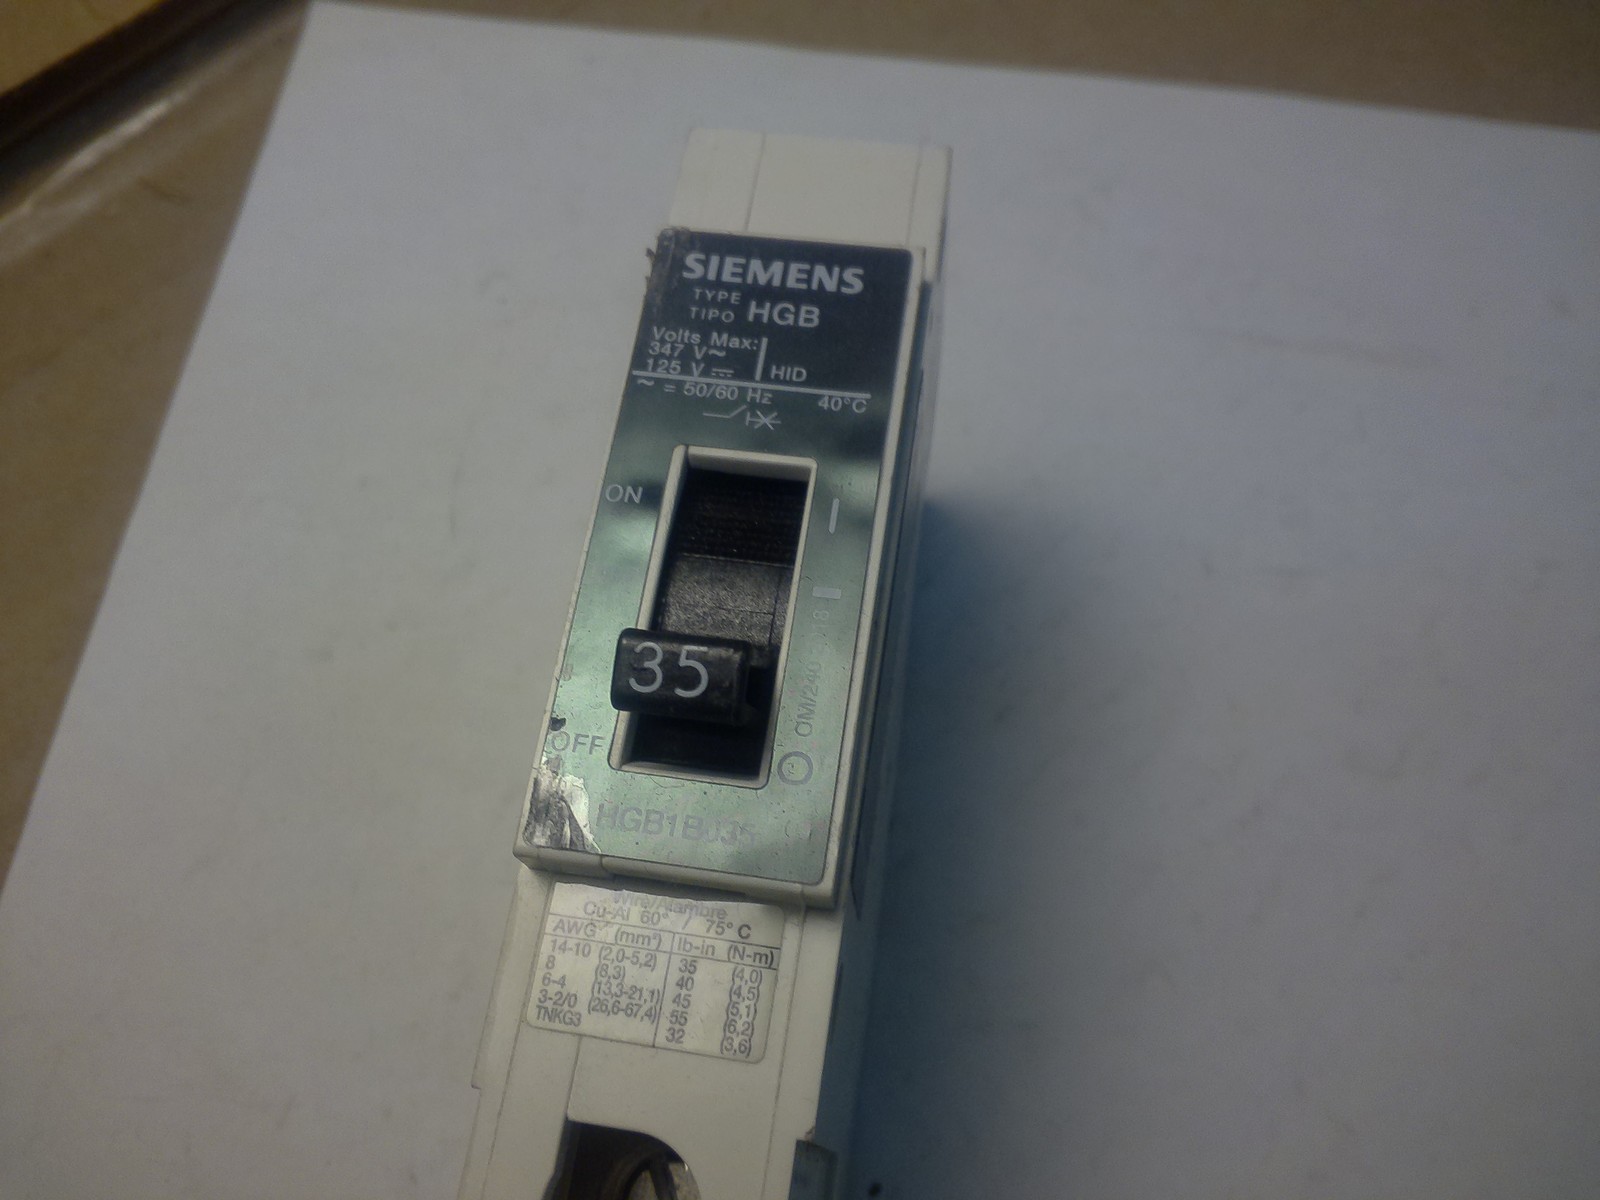 SIEMENS
TYPE
TIPO HGB
Volts Max:
347 V~
125 V ⎓ HID
~ = 50/60 Hz 40°C
ON
35
OFF
HGB1B035
Wire/Alambre
Cu-Al 60° / 75° C
AWG (mm²) lb-in (N-m)
14-10 (2,0-5,2) 35 (4,0)
8 (8,3) 40 (4,5)
6-4 (13,3-21,1) 45 (5,1)
3-2/0 (26,6-67,4) 55 (6,2)
TNKG3 32 (3,6)